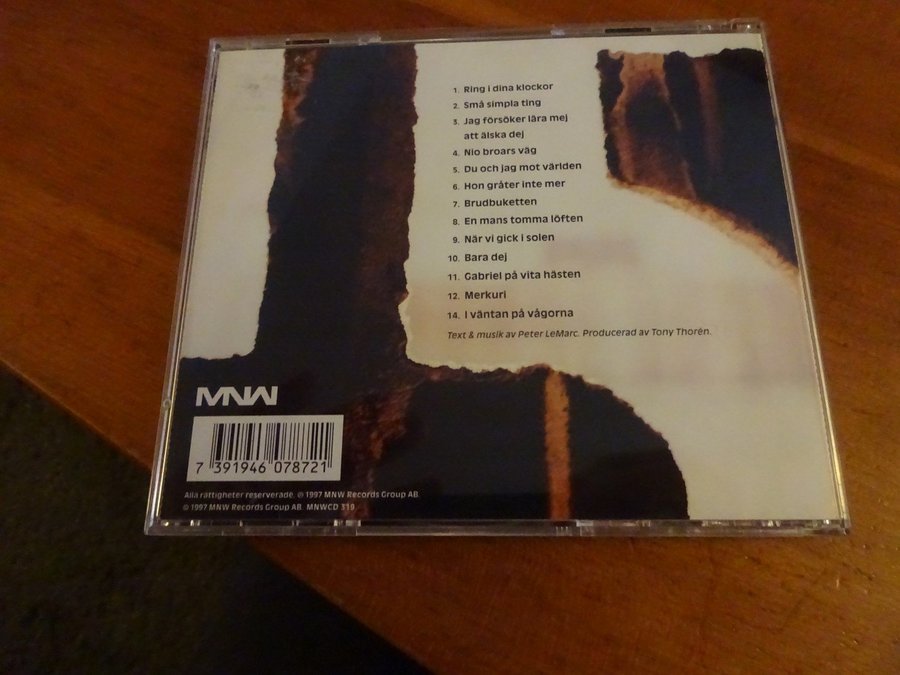 1. Ring i dina klockor
2. Små simpla ting
3. Jag försöker lära mej
att älska dej
4. Nio broars väg
5. Du och jag mot världen
6. Hon gråter inte mer
7. Brudbuketten
8. En mans tomma löften
9. När vi gick i solen
10. Bara dej
11. Gabriel på vita hästen
12. Merkuri
14. I väntan på vågorna
Text & musik av Peter LeMarc. Producerad av Tony Thorén.
MNW
7 391946 078721
Alla rättigheter reserverade. ℗ 1997 MNW Records Group AB.
© 1997 MNW Records Group AB. MNWCD 319